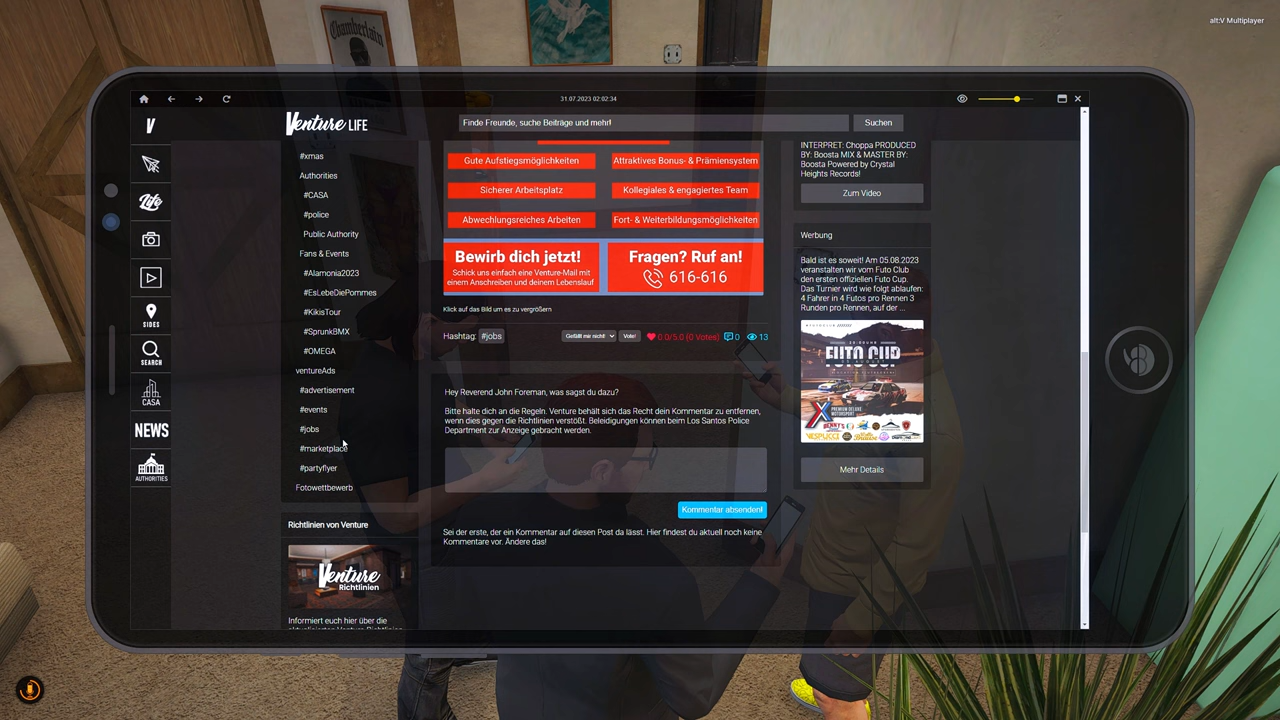 alt:V Multiplayer
Chamberlain
31.07.2023 02:02:34
V
Venture LIFE
Finde Freunde, suche Beiträge und mehr!
Suchen
Life
SIDES
SEARCH
CASA
NEWS
AUTHORITIES
#xmas
Authorities
#CASA
#police
Public Authority
Fans & Events
#Alamonia2023
#EsLebeDiePommes
#KikisTour
#SprunkBMX
#OMEGA
ventureAds
#advertisement
#events
#jobs
#marketplace
#partyflyer
Fotowettbewerb
Richtlinien von Venture
Venture
Richtlinien
Informiert euch hier über die
aktualisierten Venture Richtlinien
Gute Aufstiegsmöglichkeiten
Attraktives Bonus- & Prämiensystem
Sicherer Arbeitsplatz
Kollegiales & engagiertes Team
Abwechlungsreiches Arbeiten
Fort- & Weiterbildungsmöglichkeiten
Bewirb dich jetzt!
Schick uns einfach eine Venture-Mail mit
einem Anschreiben und deinem Lebenslauf
Fragen? Ruf an!
616-616
Klick auf das Bild um es zu vergrößern
Hashtag: #jobs
Gefällt mir nicht!
Vote!
0.0/5.0 (0 Votes)
0
13
Hey Reverend John Foreman, was sagst du dazu?
Bitte halte dich an die Regeln. Venture behält sich das Recht dein Kommentar zu entfernen,
wenn dies gegen die Richtlinien verstößt. Beleidigungen können beim Los Santos Police
Department zur Anzeige gebracht werden.
Kommentar absenden!
Sei der erste, der ein Kommentar auf diesen Post da lässt. Hier findest du aktuell noch keine
Kommentare vor. Ändere das!
INTERPRET: Choppa PRODUCED
BY: Boosta MIX & MASTER BY:
Boosta Powered by Crystal
Heights Records!
Zum Video
Werbung
Bald ist es soweit! Am 05.08.2023
veranstalten wir vom Futo Club
den ersten offiziellen Futo Cup.
Das Turnier wird wie folgt ablaufen:
4 Fahrer in 4 Futos pro Rennen 3
Runden pro Rennen, auf der ...
FUTO CUP
PREMIUM DELUXE
MOTORSPORT
VESPUCCI
Mehr Details